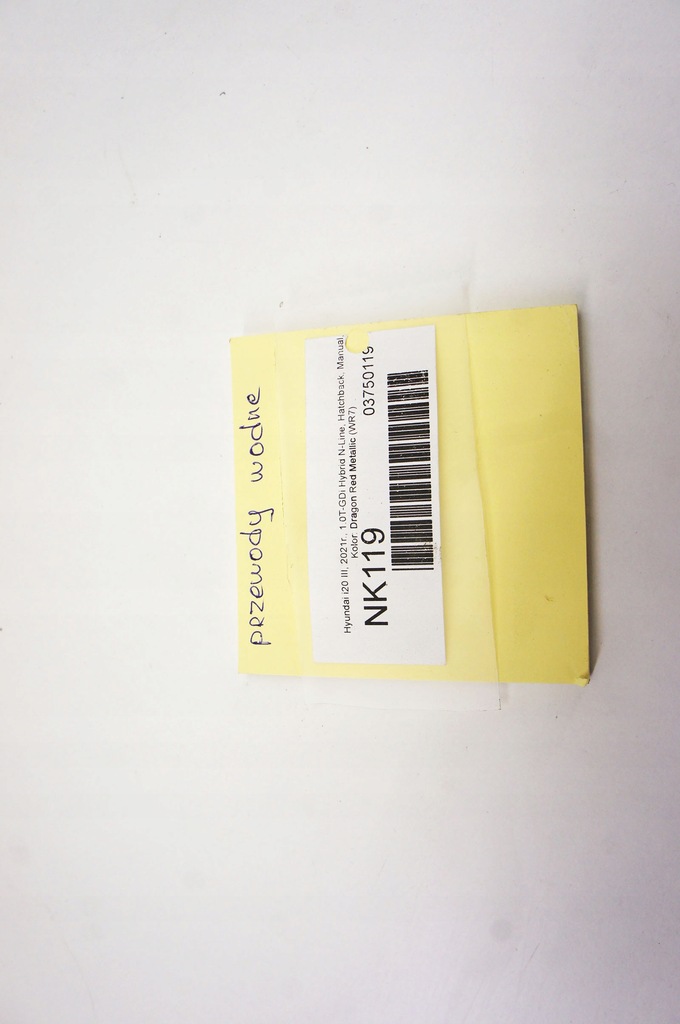 przewody wodne
Hyundai i20 III, 2021r., 1.0T-GDi Hybrid N-Line, Hatchback, Manual,
Kolor: Dragon Red Metallic (WR7)
NK119 03750119